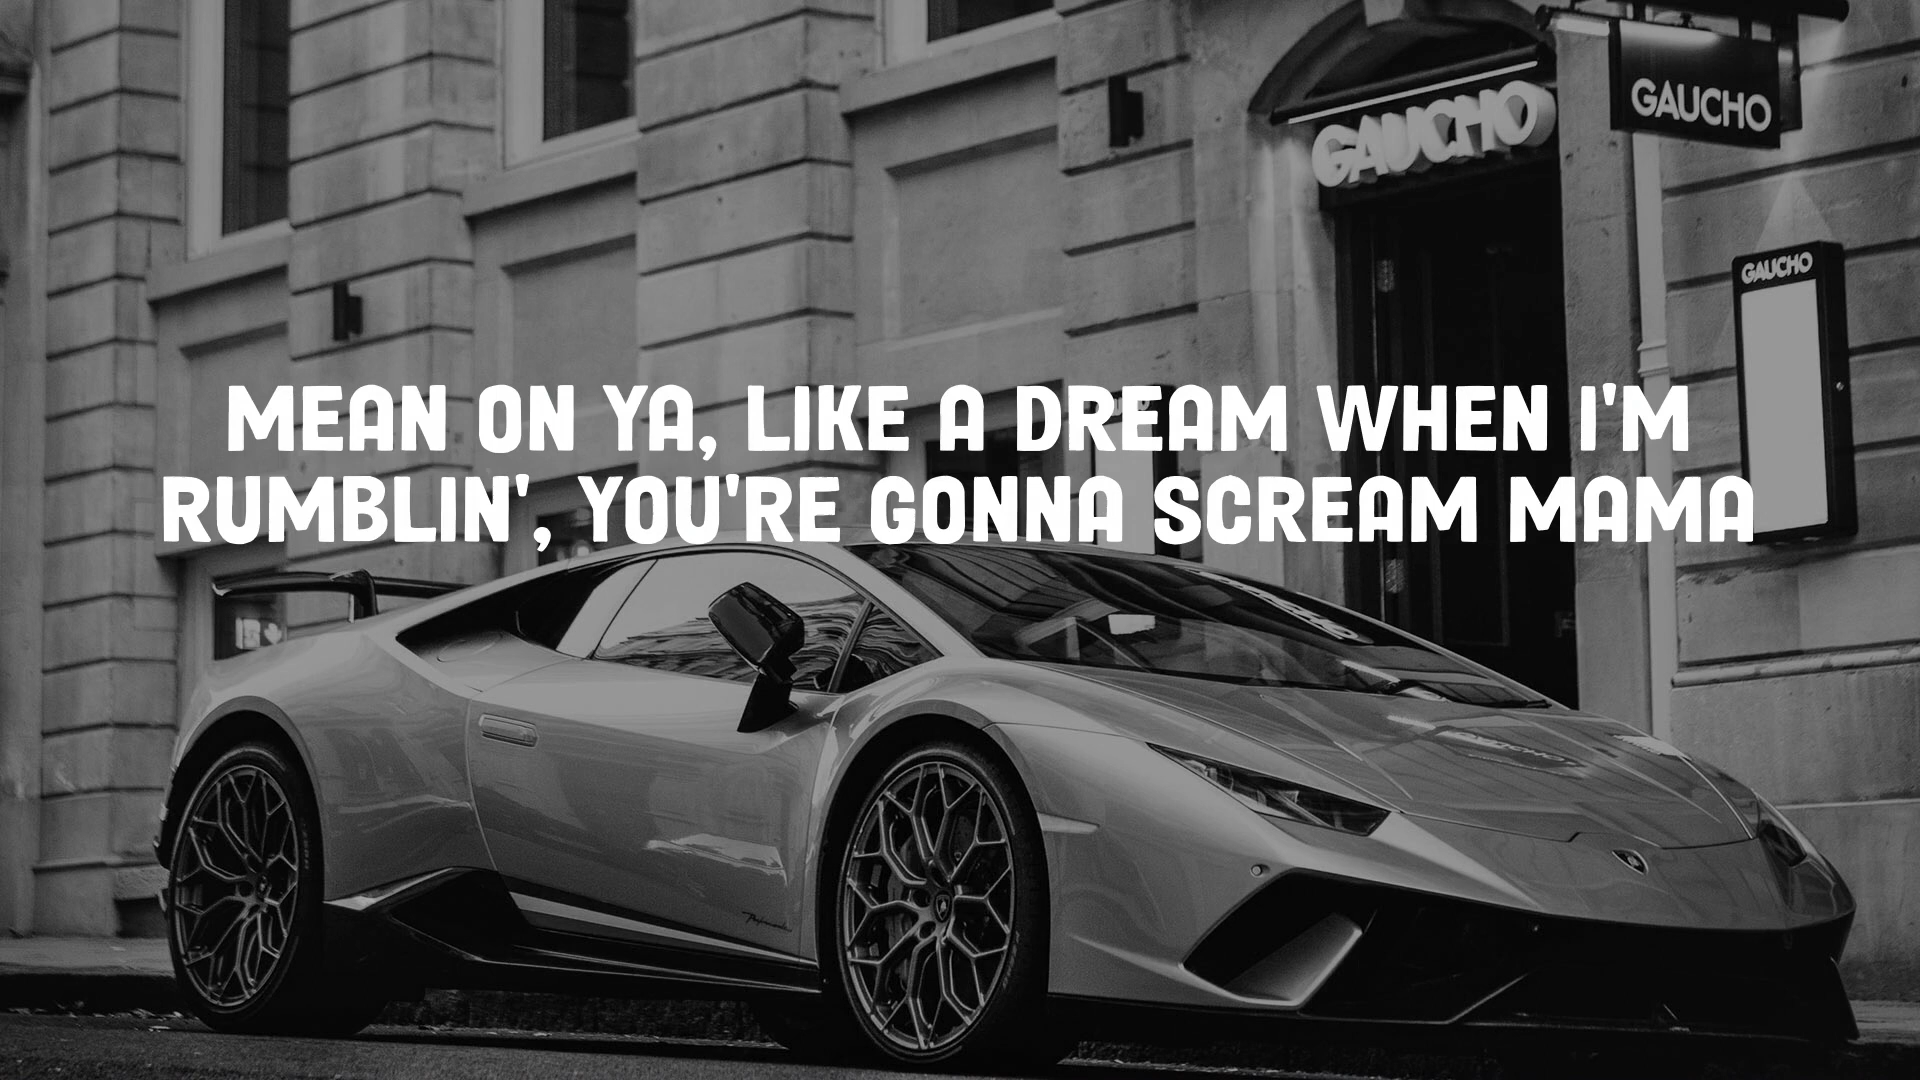 GAUCHO
GAUCHO
GAUCHO
MEAN ON YA, LIKE A DREAM WHEN I'M
RUMBLIN', YOU'RE GONNA SCREAM MAMA